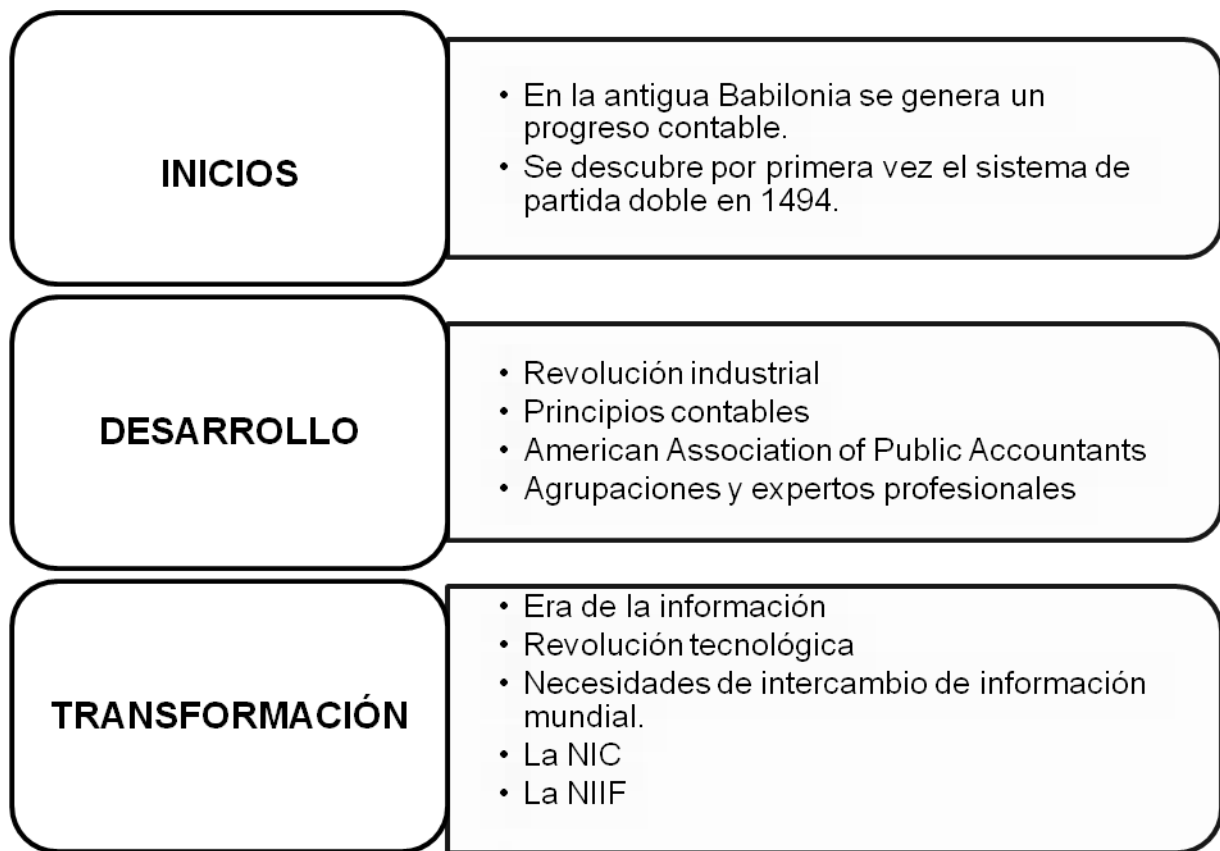 INICIOS
• En la antigua Babilonia se genera un
progreso contable.
• Se descubre por primera vez el sistema de
partida doble en 1494.
DESARROLLO
• Revolución industrial
• Principios contables
• American Association of Public Accountants
• Agrupaciones y expertos profesionales
TRANSFORMACIÓN
• Era de la información
• Revolución tecnológica
• Necesidades de intercambio de información
mundial.
• La NIC
• La NIIF